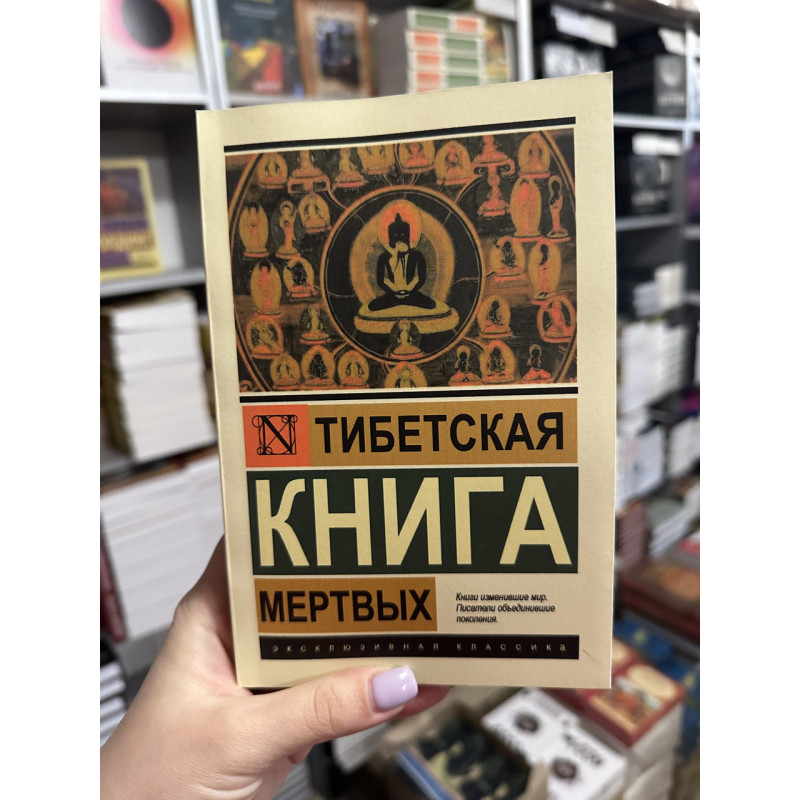 N
ТИБЕТСКАЯ
КНИГА
МЕРТВЫХ
Книги изменившие мир.
Писатели объединившие
поколения.
ЭКСКЛЮЗИВНАЯ КЛАССИКА